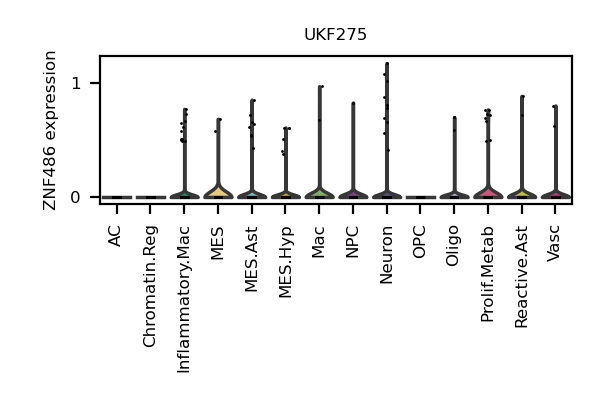 UKF275
ZNF486 expression
1
0
AC
Chromatin.Reg
Inflammatory.Mac
MES
MES.Ast
MES.Hyp
Mac
NPC
Neuron
OPC
Oligo
Prolif.Metab
Reactive.Ast
Vasc